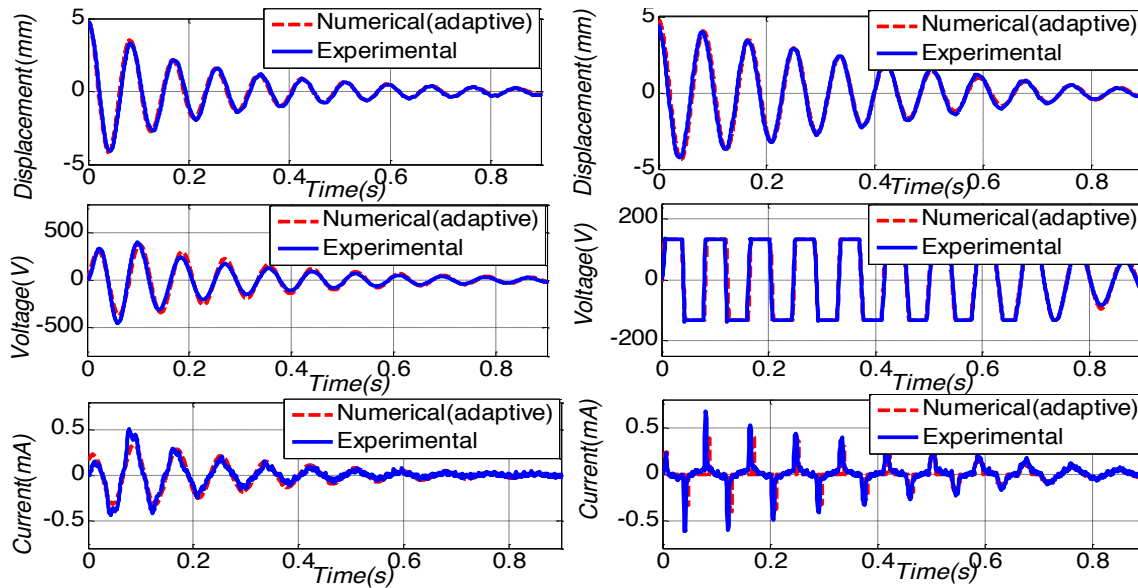 5
0
-5
Displacement(mm)
Numerical(adaptive)
Experimental
0 0.2 0.4 0.6 0.8
Time(s)
5
0
-5
Displacement(mm)
Numerical(adaptive)
Experimental
0 0.2 0.4 0.6 0.8
Time(s)
500
0
-500
Voltage(V)
Numerical(adaptive)
Experimental
0 0.2 0.4 0.6 0.8
Time(s)
200
0
-200
Voltage(V)
Numerical(adaptive)
Experimental
0 0.2 0.4 0.6 0.8
Time(s)
0.5
0
-0.5
Current(mA)
Numerical(adaptive)
Experimental
0 0.2 0.4 0.6 0.8
Time(s)
0.5
0
-0.5
Current(mA)
Numerical(adaptive)
Experimental
0 0.2 0.4 0.6 0.8
Time(s)